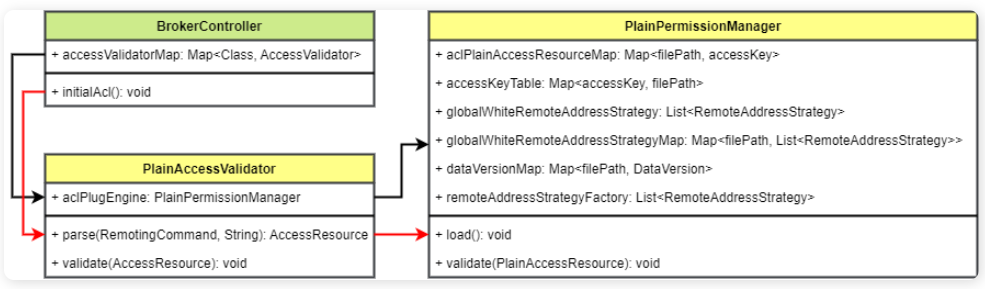 BrokerController
+ accessValidatorMap: Map<Class, AccessValidator>
+ initialAcl(): void
PlainAccessValidator
+ aclPlugEngine: PlainPermissionManager
+ parse(RemotingCommand, String): AccessResource
+ validate(AccessResource): void
PlainPermissionManager
+ aclPlainAccessResourceMap: Map<filePath, accessKey>
+ accessKeyTable: Map<accessKey, filePath>
+ globalWhiteRemoteAddressStrategy: List<RemoteAddressStrategy>
+ globalWhiteRemoteAddressStrategyMap: Map<filePath, List<RemoteAddressStrategy>>
+ dataVersionMap: Map<filePath, DataVersion>
+ remoteAddressStrategyFactory: List<RemoteAddressStrategy>
+ load(): void
+ validate(PlainAccessResource): void